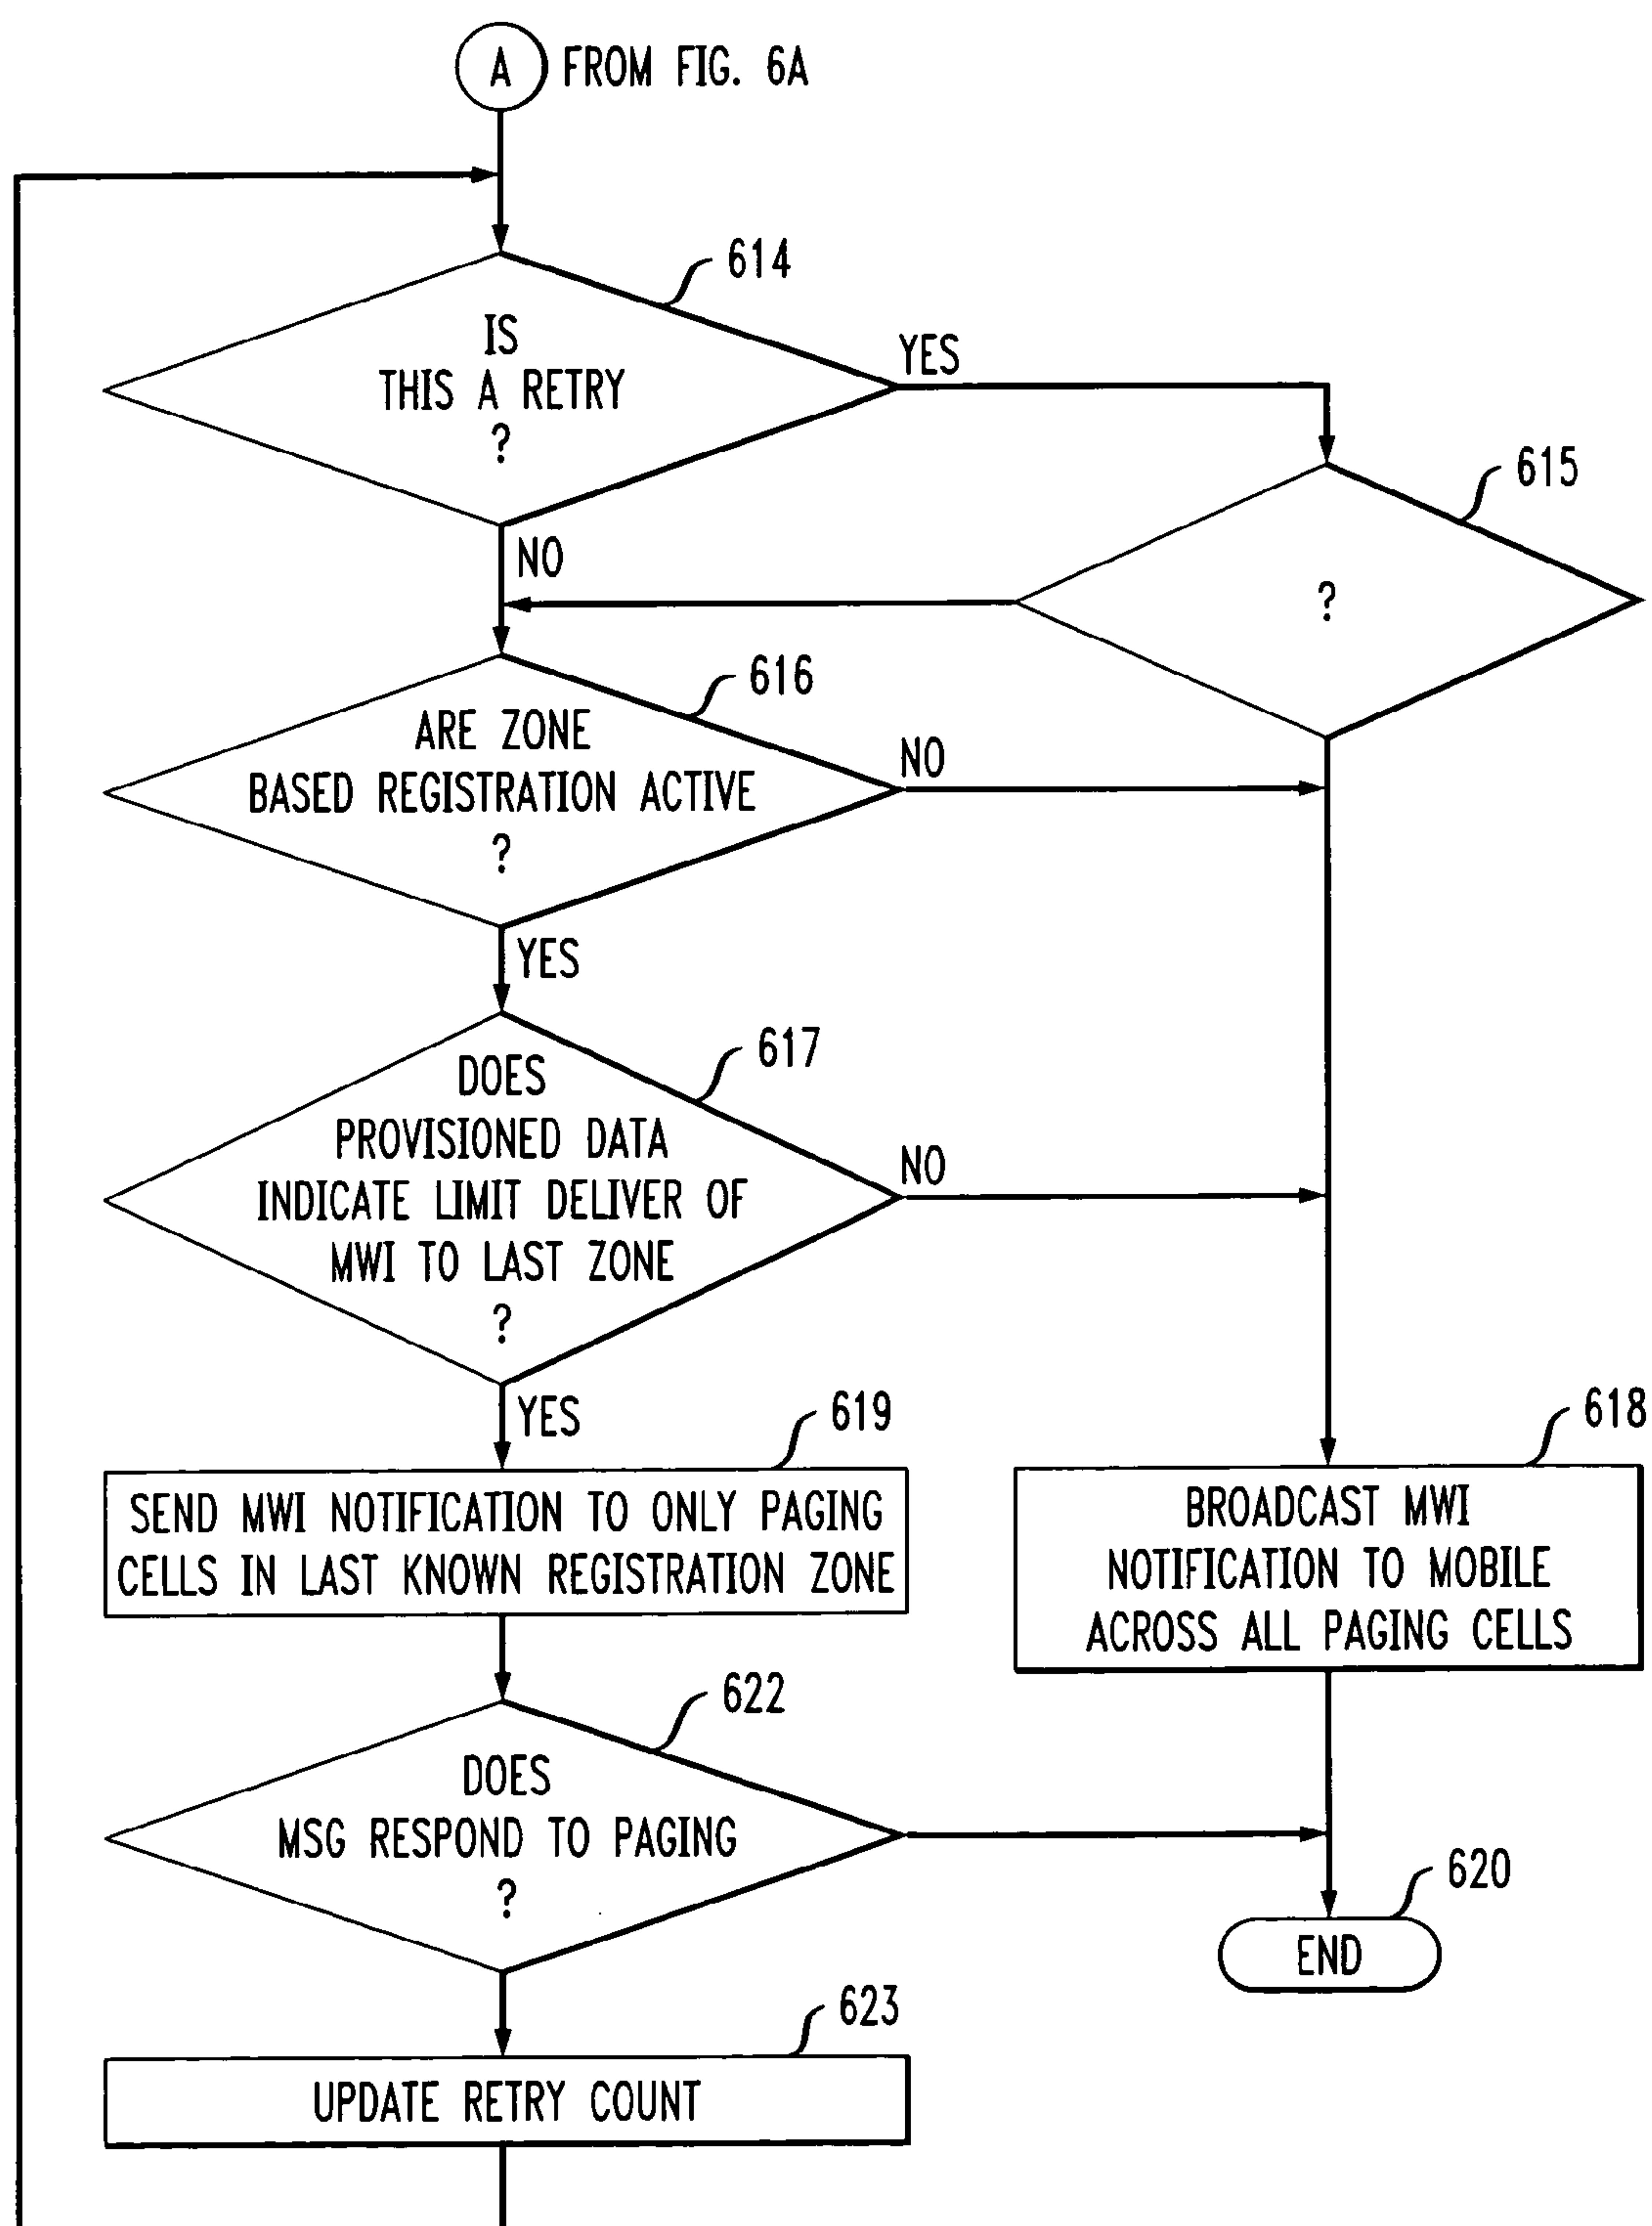 A FROM FIG. 6A
614
IS
THIS A RETRY
?
YES
NO
615
?
616
ARE ZONE
BASED REGISTRATION ACTIVE
?
NO
YES
617
DOES
PROVISIONED DATA
INDICATE LIMIT DELIVER OF
MWI TO LAST ZONE
?
NO
YES
619
SEND MWI NOTIFICATION TO ONLY PAGING
CELLS IN LAST KNOWN REGISTRATION ZONE
618
BROADCAST MWI
NOTIFICATION TO MOBILE
ACROSS ALL PAGING CELLS
622
DOES
MSG RESPOND TO PAGING
?
620
END
623
UPDATE RETRY COUNT